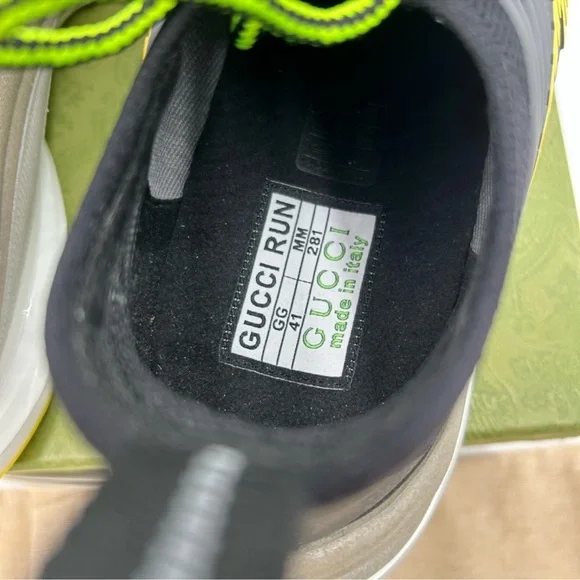 GUCCI RUN
GG MM
41 281
GUCCI
made in italy